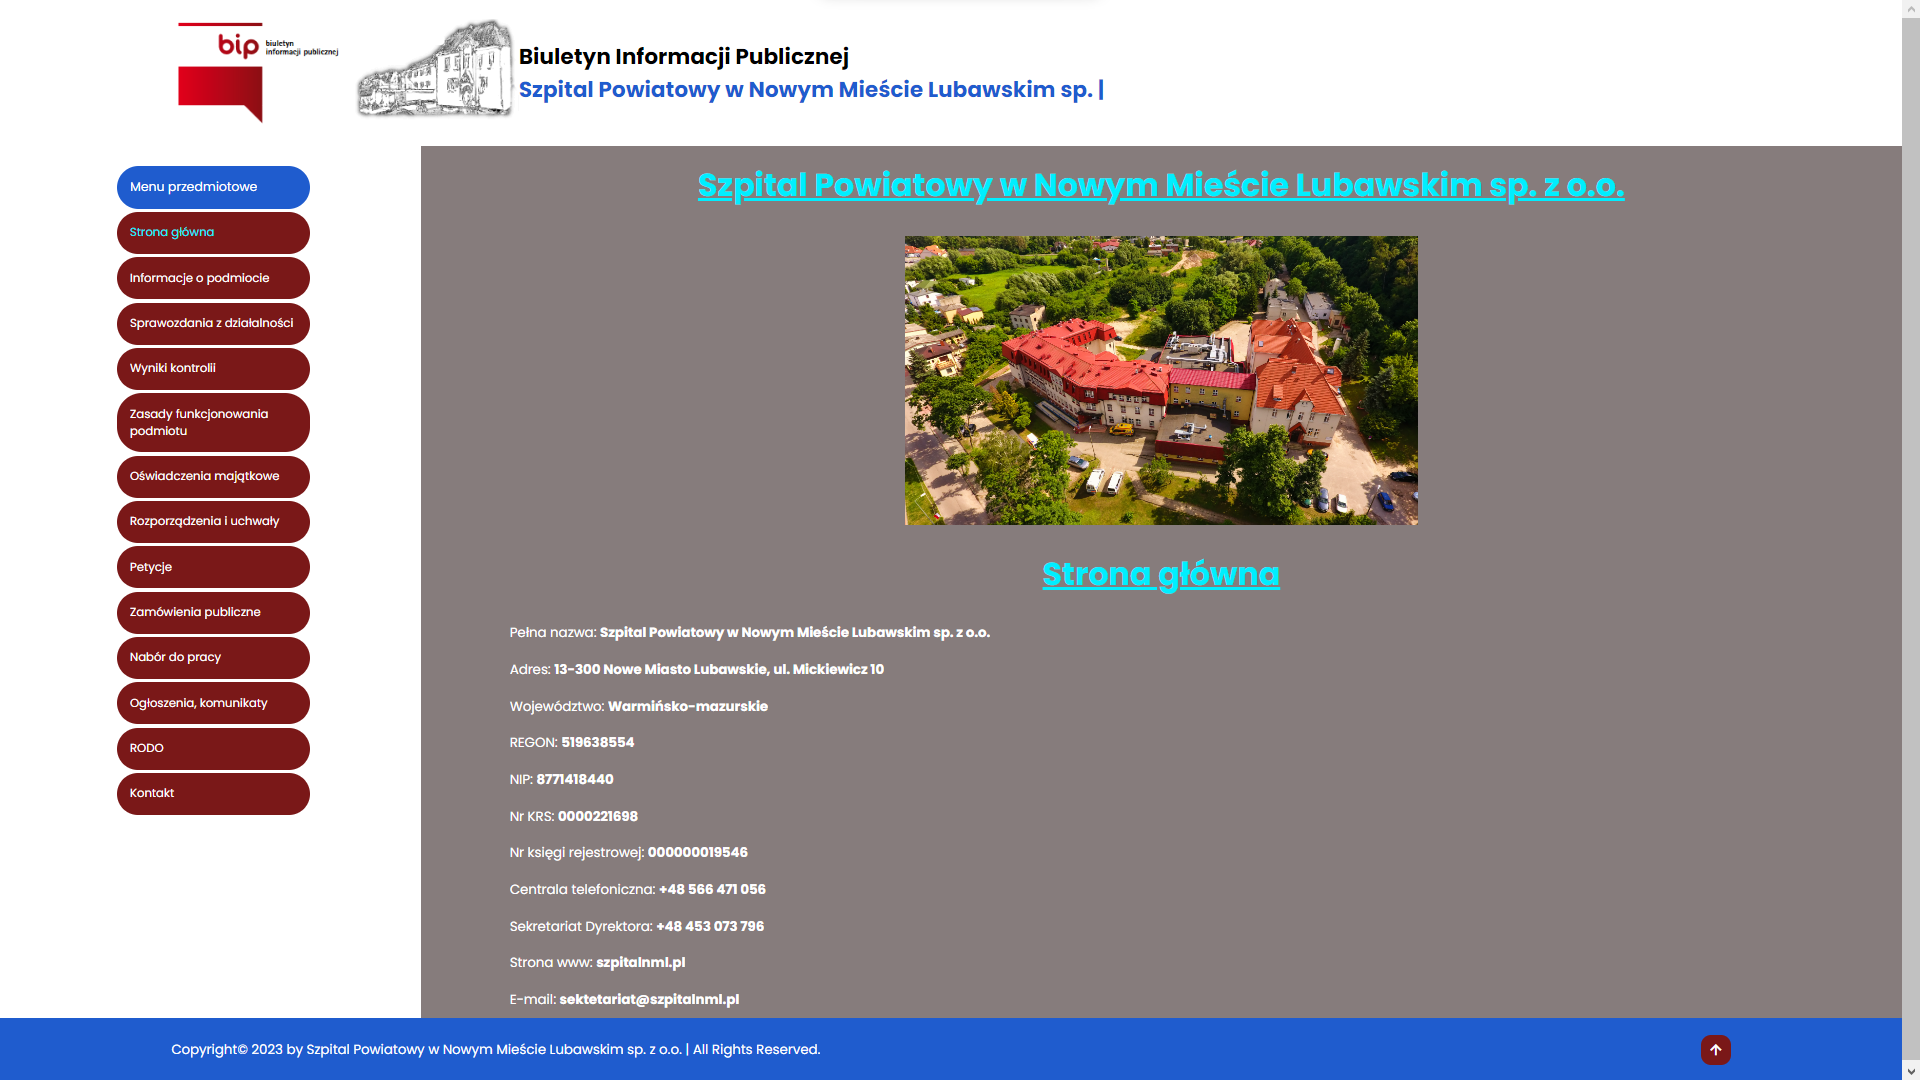 bip biuletyn
informacji publicznej
Biuletyn Informacji Publicznej
Szpital Powiatowy w Nowym Mieście Lubawskim sp. |
Menu przedmiotowe
Strona główna
Informacje o podmiocie
Sprawozdania z działalności
Wyniki kontrolii
Zasady funkcjonowania
podmiotu
Oświadczenia majątkowe
Rozporządzenia i uchwały
Petycje
Zamówienia publiczne
Nabór do pracy
Ogłoszenia, komunikaty
RODO
Kontakt
Szpital Powiatowy w Nowym Mieście Lubawskim sp. z o.o.
Strona główna
Pełna nazwa: Szpital Powiatowy w Nowym Mieście Lubawskim sp. z o.o.
Adres: 13-300 Nowe Miasto Lubawskie, ul. Mickiewicz 10
Województwo: Warmińsko-mazurskie
REGON: 519638554
NIP: 8771418440
Nr KRS: 0000221698
Nr księgi rejestrowej: 000000019546
Centrala telefoniczna: +48 566 471 056
Sekretariat Dyrektora: +48 453 073 796
Strona www: szpitalnml.pl
E-mail: sektetariat@szpitalnml.pl
Copyright© 2023 by Szpital Powiatowy w Nowym Mieście Lubawskim sp. z o.o. | All Rights Reserved.